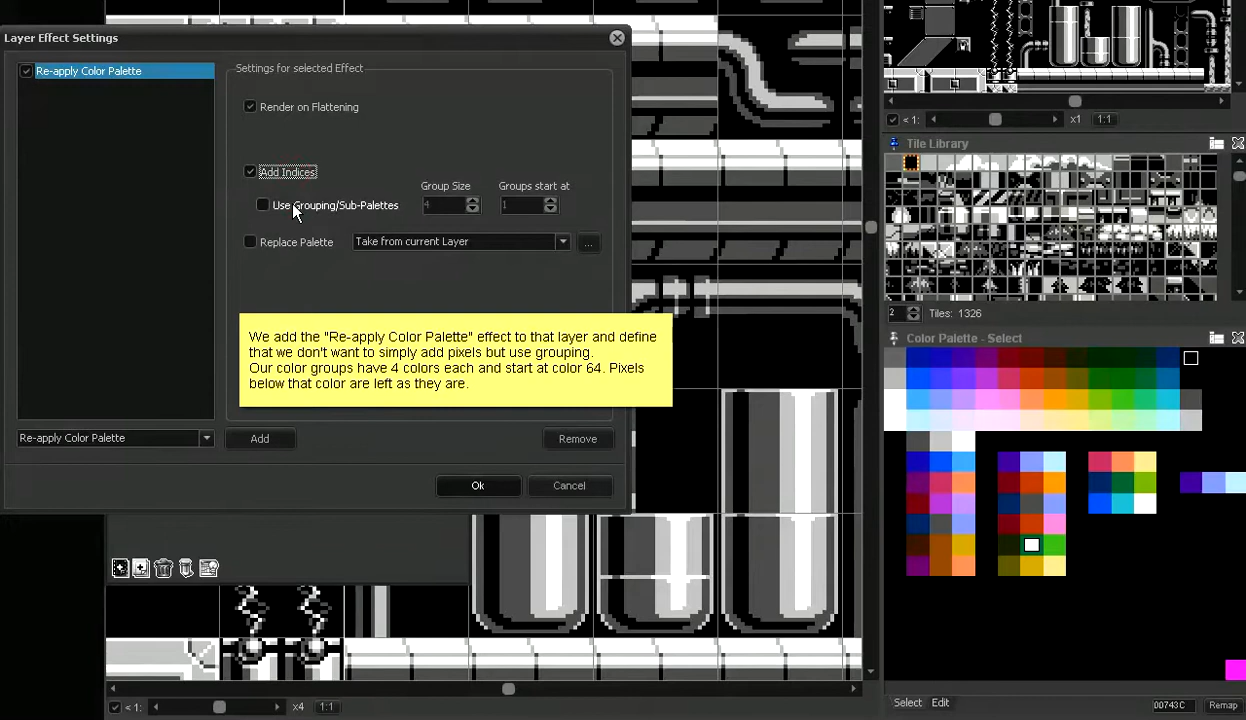 Layer Effect Settings
Re-apply Color Palette
Settings for selected Effect
Render on Flattening
Add Indices
Group Size
Groups start at
Use Grouping/Sub-Palettes
4
1
Replace Palette
Take from current Layer
...
We add the "Re-apply Color Palette" effect to that layer and define
that we don't want to simply add pixels but use grouping.
Our color groups have 4 colors each and start at color 64. Pixels
below that color are left as they are.
Re-apply Color Palette
Add
Remove
Ok
Cancel
< 1:
x4
1:1
< 1:
x1
1:1
Tile Library
2
Tiles: 1326
Color Palette - Select
Select
Edit
00743C
Remap